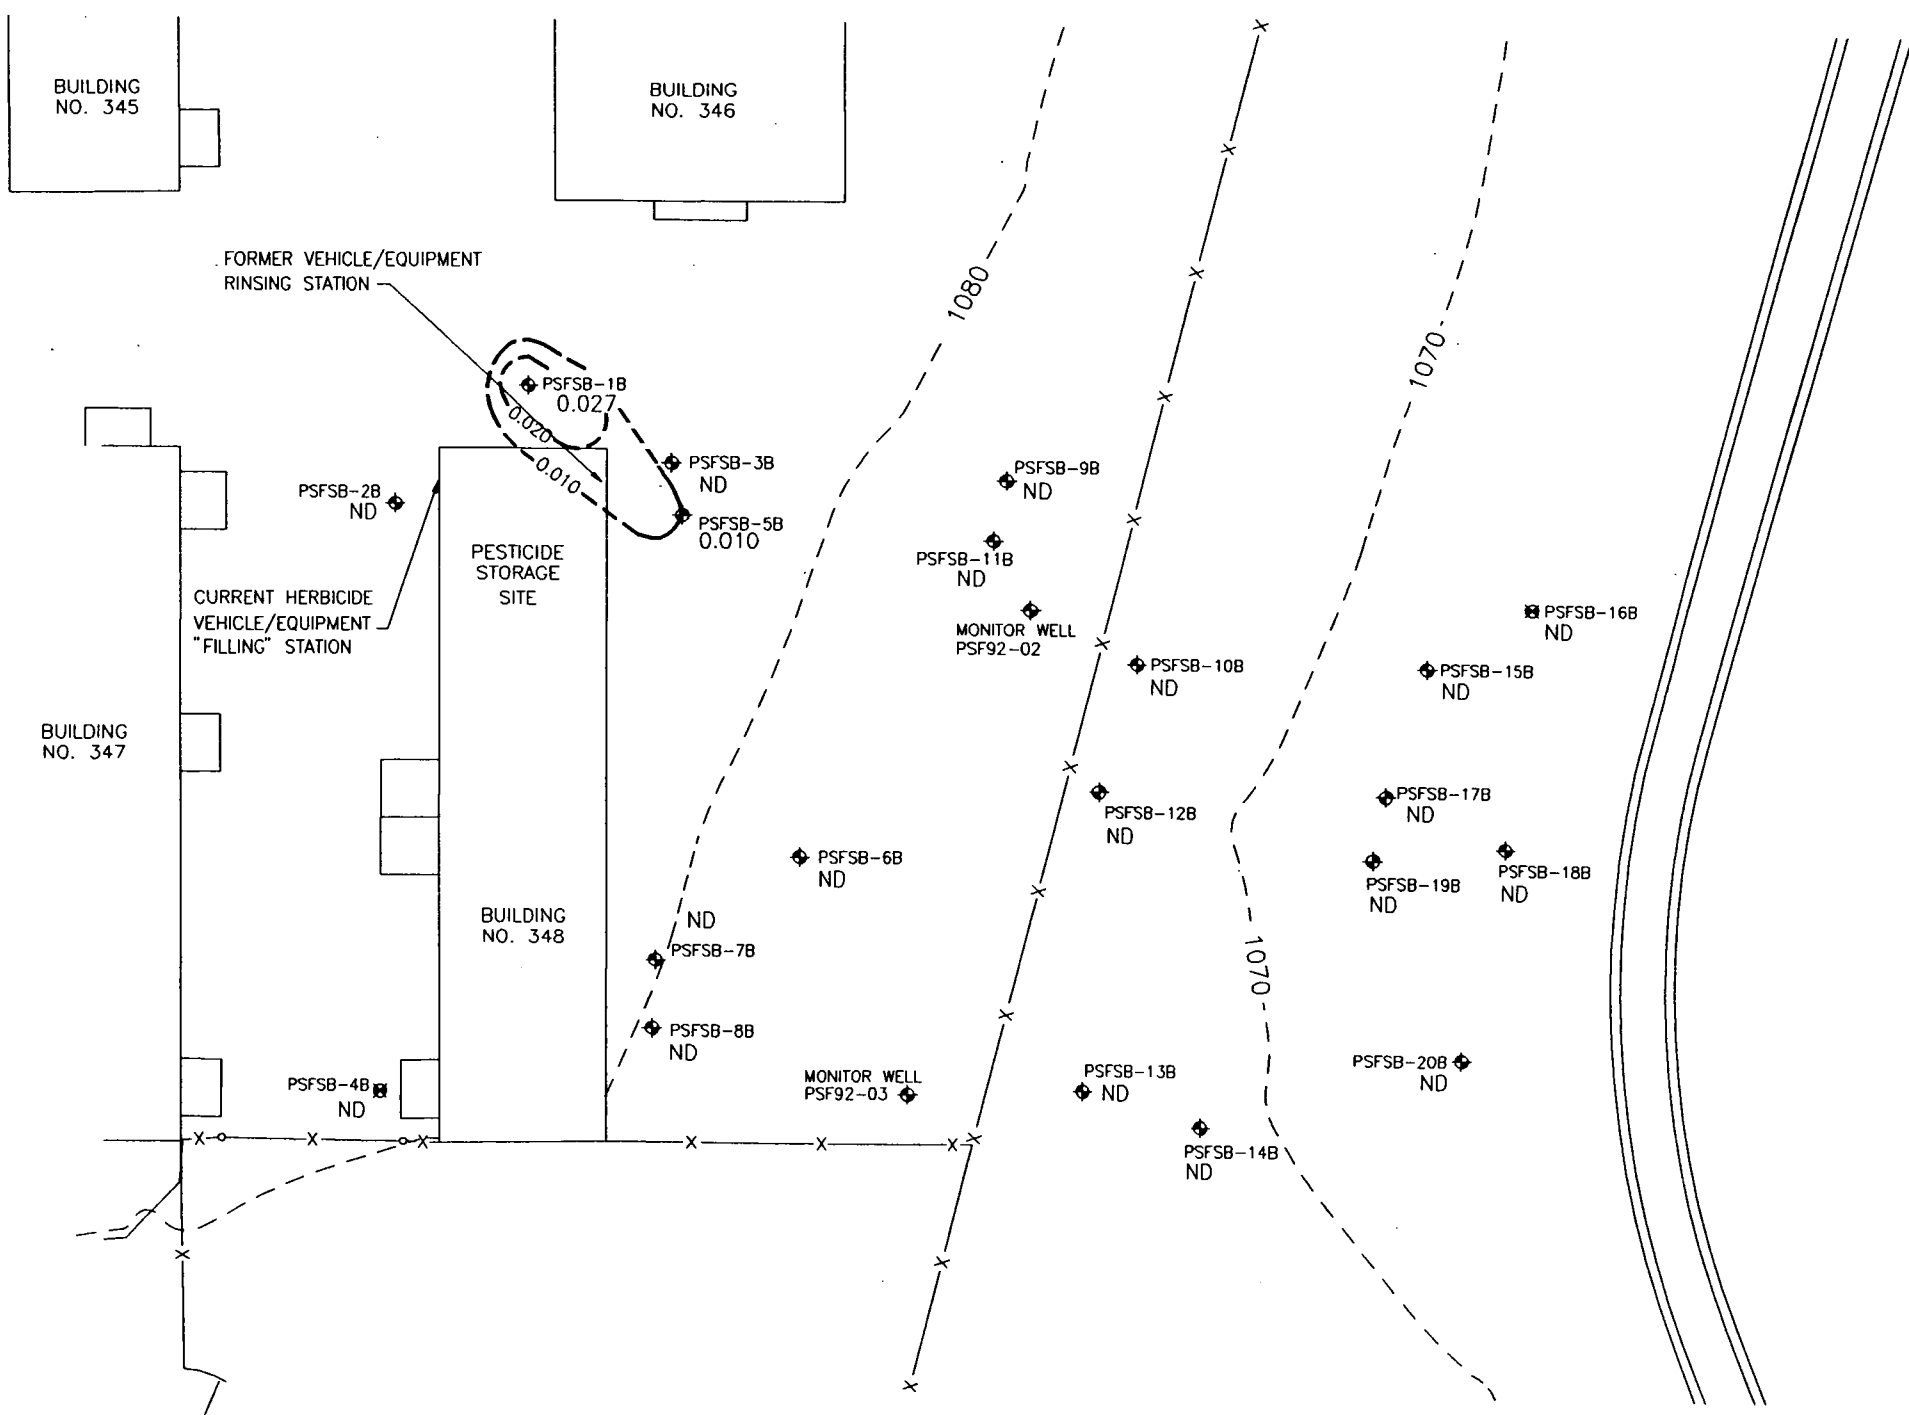 BUILDING
NO. 345
BUILDING
NO. 346
FORMER VEHICLE/EQUIPMENT
RINSING STATION
1080
1070
PSFSB-1B
0.027
0.020
0.010
PSFSB-3B
ND
PSFSB-2B
ND
PSFSB-5B
0.010
PSFSB-9B
ND
PSFSB-11B
ND
PESTICIDE
STORAGE
SITE
CURRENT HERBICIDE
VEHICLE/EQUIPMENT
"FILLING" STATION
MONITOR WELL
PSF92-02
PSFSB-16B
ND
PSFSB-10B
ND
PSFSB-15B
ND
BUILDING
NO. 347
PSFSB-12B
ND
PSFSB-17B
ND
PSFSB-6B
ND
PSFSB-19B
ND
PSFSB-18B
ND
BUILDING
NO. 348
ND
PSFSB-7B
1070
PSFSB-8B
ND
PSFSB-4B
ND
MONITOR WELL
PSF92-03
PSFSB-13B
ND
PSFSB-20B
ND
PSFSB-14B
ND